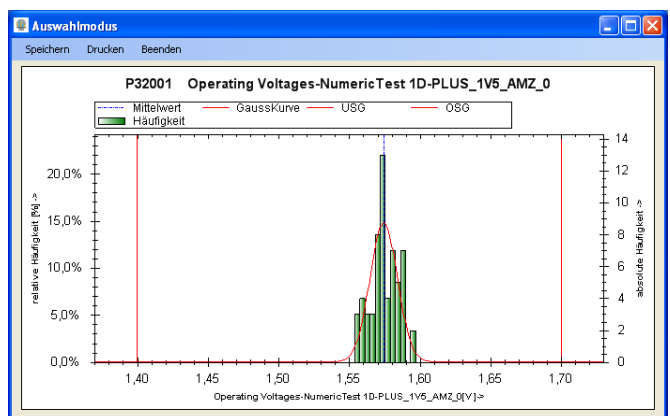 Auswahlmodus
Speichern Drucken Beenden
P32001 Operating Voltages-NumericTest 1D-PLUS_1V5_AMZ_0
Mittelwert GaussKurve USG OSG
Häufigkeit
20,0%
15,0%
10,0%
5,0%
0,0%
relative Häufigkeit [%] ->
14
12
10
8
6
4
2
0
absolute Häufigkeit ->
1,40 1,45 1,50 1,55 1,60 1,65 1,70
Operating Voltages-NumericTest 1D-PLUS_1V5_AMZ_0[V]->